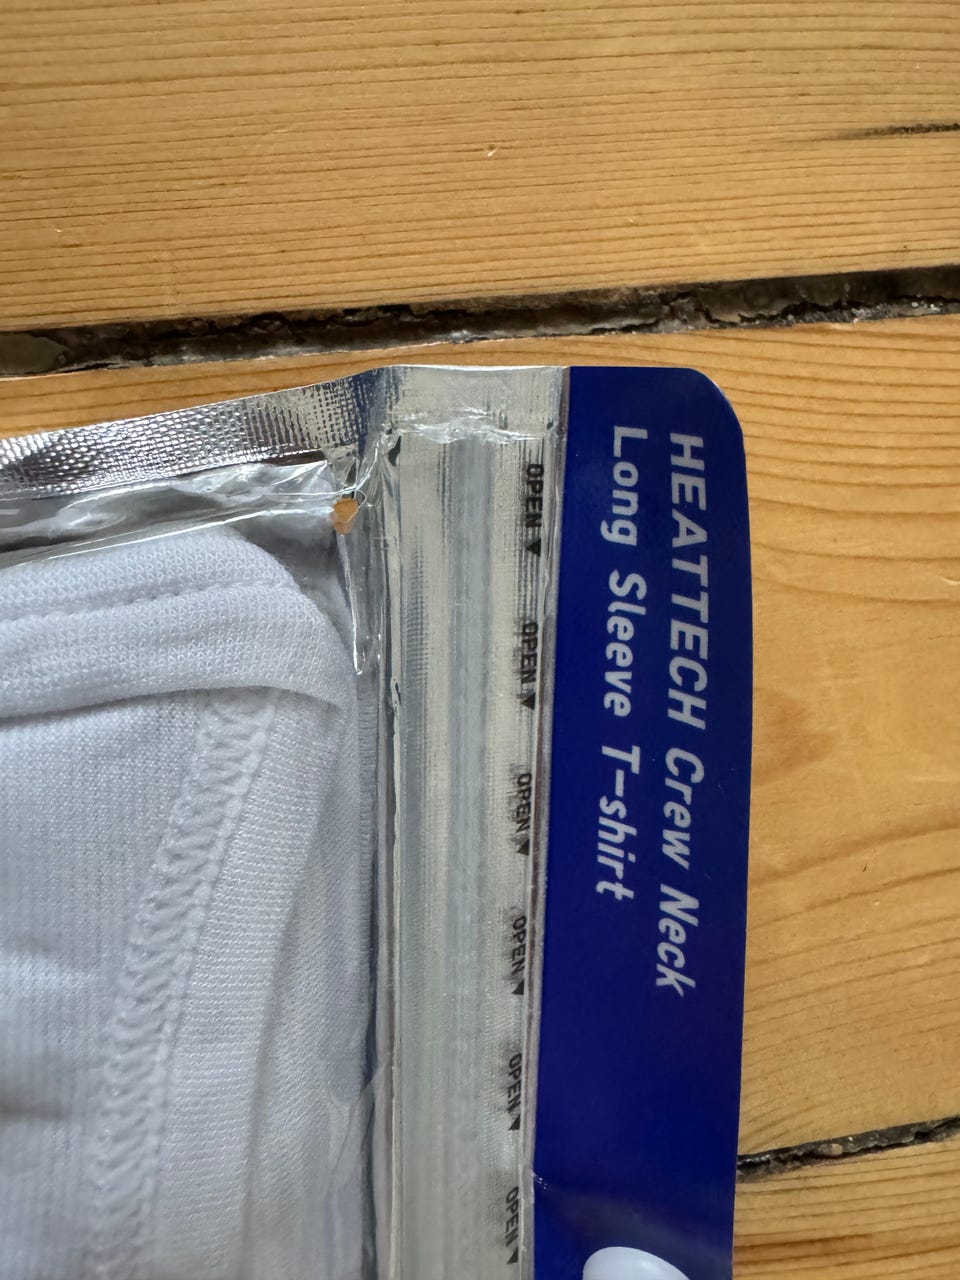 HEATTECH Crew Neck
Long Sleeve T-shirt
OPEN▼ OPEN▼ OPEN▼ OPEN▼ OPEN▼ OPEN▼